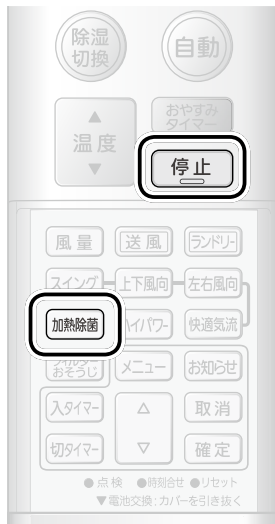 除湿
切換
自動
▲
温度
▼
おやすみ
タイマー
停止
風量
送風
ランドリー
スイング
上下風向
左右風向
加熱除菌
ハイパワー
快適気流
おそうじ
メニュー
お知らせ
入タイマー
△
取消
切タイマー
▽
確定
●点検 ●時刻合せ ●リセット
▼電池交換:カバーを引き抜く